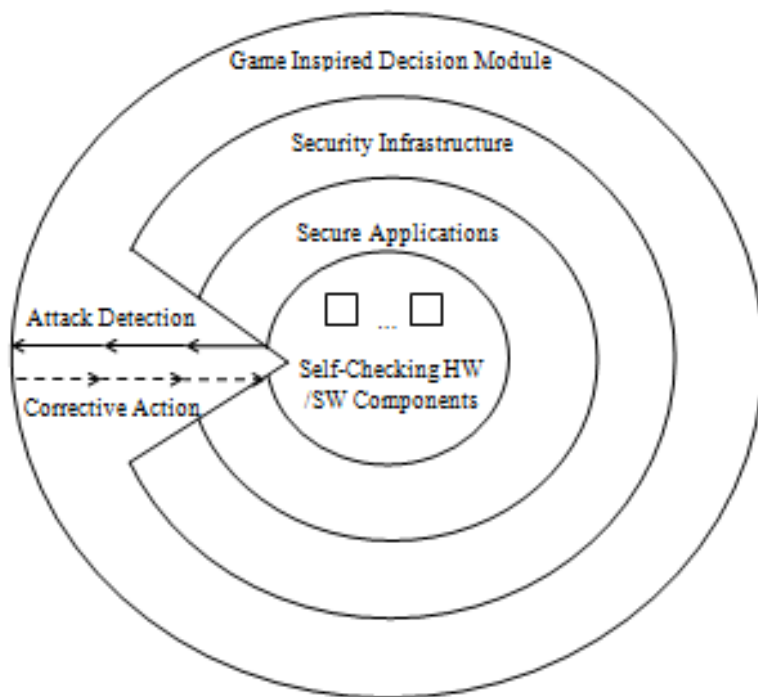 Game Inspired Decision Module
Security Infrastructure
Secure Applications
Attack Detection
...
Self-Checking HW
/SW Components
Corrective Action